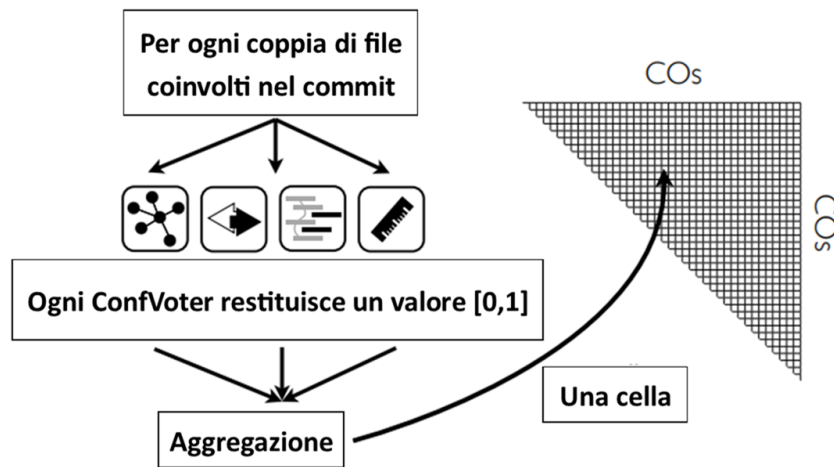 Per ogni coppia di file
coinvolti nel commit
COs
COs
Ogni ConfVoter restituisce un valore [0,1]
Una cella
Aggregazione